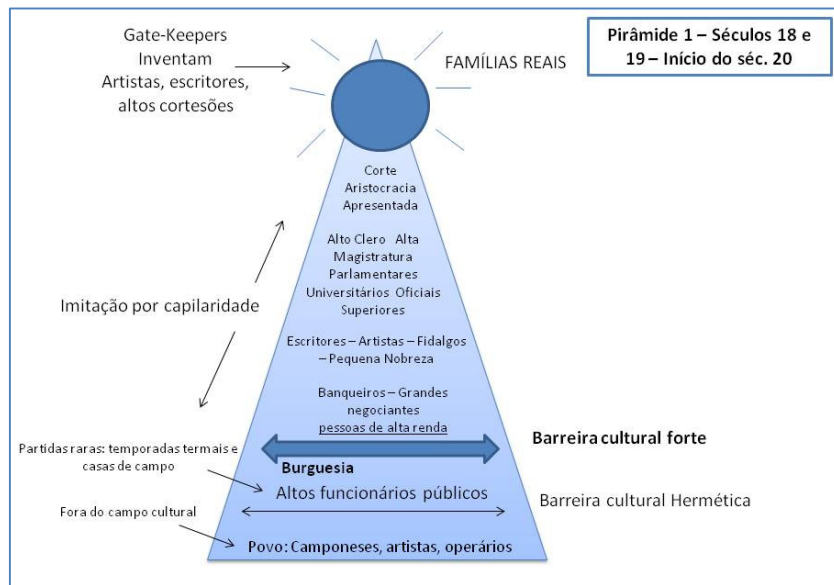 Gate-Keepers
Inventam
Artistas, escritores,
altos cortesões
FAMÍLIAS REAIS
Pirâmide 1 – Séculos 18 e
19 – Início do séc. 20
Corte
Aristocracia
Apresentada
Alto Clero Alta
Magistratura
Parlamentares
Universitários Oficiais
Superiores
Imitação por capilaridade
Escritores – Artistas – Fidalgos
– Pequena Nobreza
Banqueiros – Grandes
negociantes
pessoas de alta renda
Barreira cultural forte
Partidas raras: temporadas termais e
casas de campo
Burguesia
Altos funcionários públicos
Barreira cultural Hermética
Fora do campo cultural
Povo: Camponeses, artistas, operários